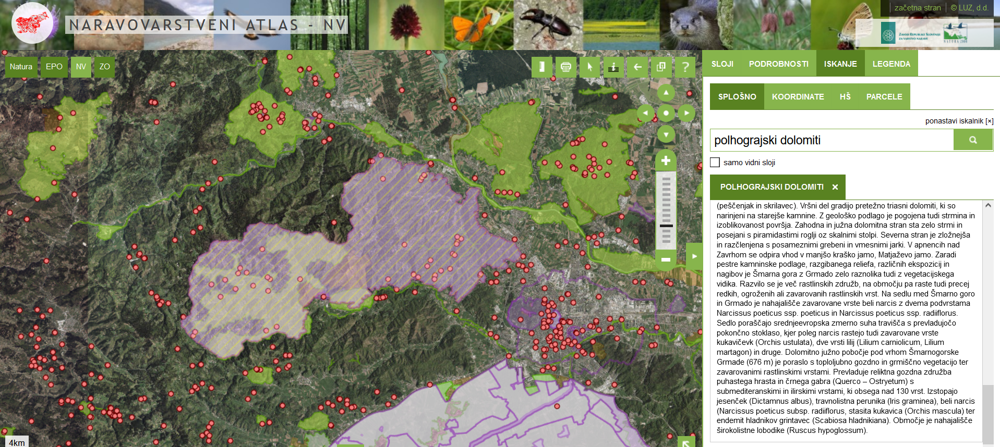 začetna stran
© LUZ, d.d.
NARAVOVARSTVENI ATLAS - NV
ZAVOD REPUBLIKE SLOVENIJE
ZA VARSTVO NARAVE
NATURA 2000
Natura
EPO
NV
ZO
SLOJI
PODROBNOSTI
ISKANJE
LEGENDA
SPLOŠNO
KOORDINATE
HŠ
PARCELE
ponastavi iskalnik [×]
polhograjski dolomiti
samo vidni sloji
POLHOGRAJSKI DOLOMITI ×
(peščenjak in skrilavec). Vršni del gradijo pretežno triasni dolomiti, ki so
narinjeni na starejše kamnine. Z geološko podlago je pogojena tudi strmina in
izoblikovanost površja. Zahodna in južna dolomitna stran sta zelo strmi in
posejani s piramidastimi roglji oz skalnimi stolpi. Severna stran je zložnejša
in razčlenjena s posameznimi grebeni in vmesnimi jarki. V apnencih nad
Zavrhom se odpira vhod v manjšo kraško jamo, Matjaževo jamo. Zaradi
pestre kamninske podlage, razgibanega reliefa, različnih ekspozicij in
nagibov je Šmarna gora z Grmado zelo raznolika tudi z vegetacijskega
vidika. Razvilo se je več rastlinskih združb, na območju pa raste tudi precej
redkih, ogroženih ali zavarovanih rastlinskih vrst. Na sedlu med Šmarno goro
in Grmado je nahajališče zavarovane vrste beli narcis z dvema podvrstama
Narcissus poeticus ssp. poeticus in Narcissus poeticus ssp. radiiflorus.
Sedlo poraščajo srednjeevropska zmerno suha travišča s prevladujočo
pokončno stoklaso, kjer poleg narcis rastejo tudi zavarovane vrste
kukavičevk (Orchis ustulata), dve vrsti lilij (Lilium carniolicum, Lilium
martagon) in druge. Dolomitno južno pobočje pod vrhom Šmarnogorske
Grmade (676 m) je poraslo s toploljubno gozdno in grmiščno vegetacijo ter
zavarovanimi rastlinskimi vrstami. Prevladuje reliktna gozdna združba
puhastega hrasta in črnega gabra (Querco – Ostryetum) s
submediteranskimi in ilirskimi vrstami, ki obsega nad 130 vrst. Izstopajo
jesenček (Dictamnus albus), travnolistna perunika (Iris graminea), beli narcis
(Narcissus poeticus subsp. radiiflorus, stasita kukavica (Orchis mascula) ter
endemit hladnikov grintavec (Scabiosa hladnikiana). Območje je nahajališče
širokolistne lobodike (Ruscus hypoglossum).
4km